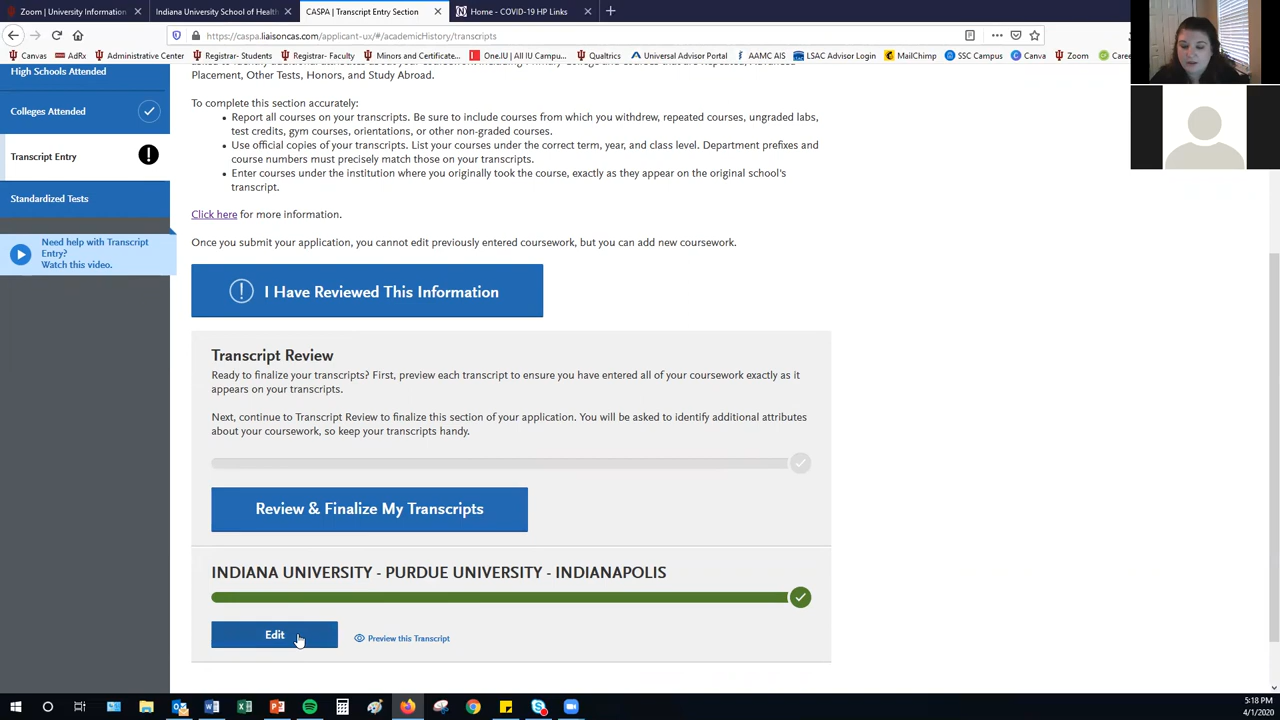 Zoom | University Information
Indiana University School of Health
CASPA | Transcript Entry Section
Home - COVID-19 HP Links
https://caspa.liaisoncas.com/applicant-ux/#/academicHistory/transcripts
Canvas
AdRx
Administrative Center
Registrar- Students
Registrar- Faculty
Minors and Certificate...
One.IU | All IU Campu...
Qualtrics
Universal Advisor Portal
AAMC AIS
LSAC Advisor Login
MailChimp
SSC Campus
Canva
Zoom
High Schools Attended
Colleges Attended
Transcript Entry
Standardized Tests
Need help with Transcript
Entry?
Watch this video.
Placement, Other Tests, Honors, and Study Abroad.
To complete this section accurately:
Report all courses on your transcripts. Be sure to include courses from which you withdrew, repeated courses, ungraded labs,
test credits, gym courses, orientations, or other non-graded courses.
Use official copies of your transcripts. List your courses under the correct term, year, and class level. Department prefixes and
course numbers must precisely match those on your transcripts.
Enter courses under the institution where you originally took the course, exactly as they appear on the original school's
transcript.
Click here for more information.
Once you submit your application, you cannot edit previously entered coursework, but you can add new coursework.
I Have Reviewed This Information
Transcript Review
Ready to finalize your transcripts? First, preview each transcript to ensure you have entered all of your coursework exactly as it
appears on your transcripts.
Next, continue to Transcript Review to finalize this section of your application. You will be asked to identify additional attributes
about your coursework, so keep your transcripts handy.
Review & Finalize My Transcripts
INDIANA UNIVERSITY - PURDUE UNIVERSITY - INDIANAPOLIS
Edit
Preview this Transcript
5:18 PM
4/1/2020